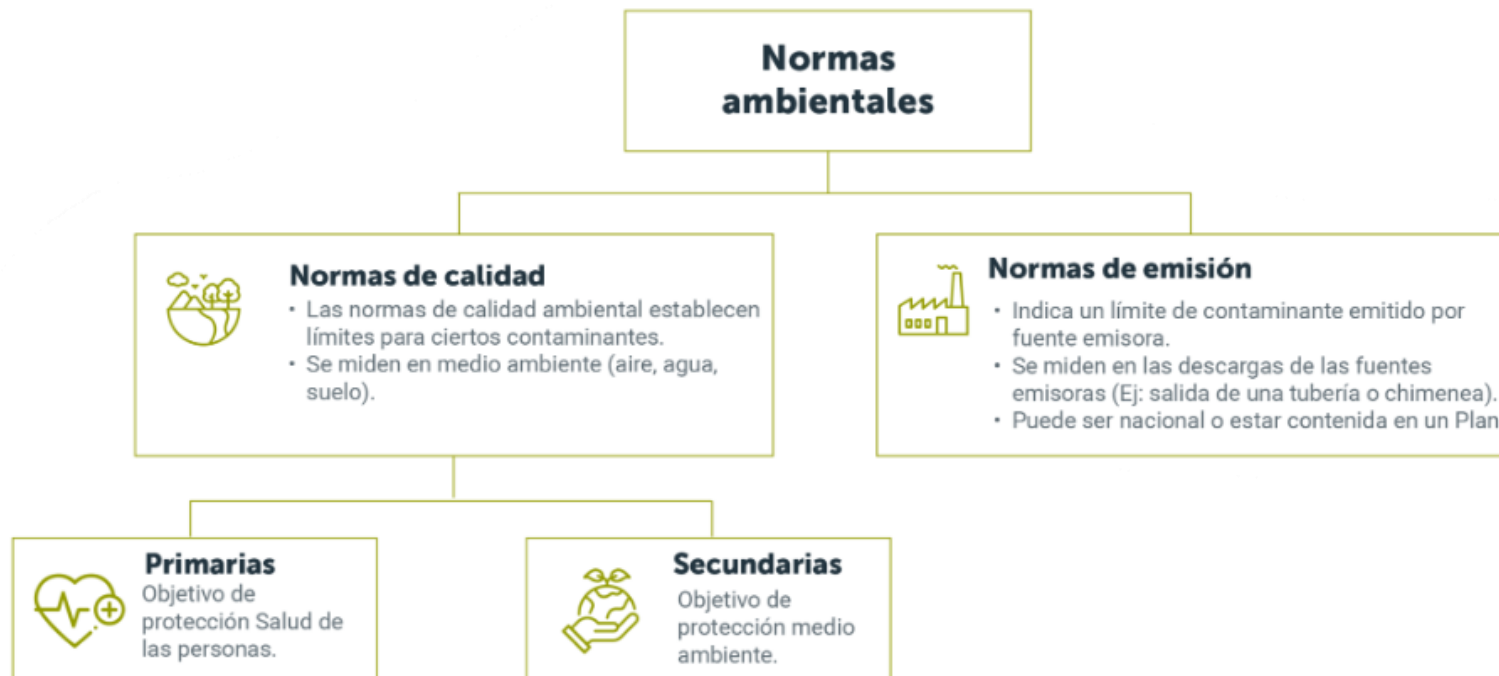 Normas
ambientales
Normas de calidad
• Las normas de calidad ambiental establecen
límites para ciertos contaminantes.
• Se miden en medio ambiente (aire, agua,
suelo).
Normas de emisión
• Indica un límite de contaminante emitido por
fuente emisora.
• Se miden en las descargas de las fuentes
emisoras (Ej: salida de una tubería o chimenea).
• Puede ser nacional o estar contenida en un Plan
Primarias
Objetivo de
protección Salud de
las personas.
Secundarias
Objetivo de
protección medio
ambiente.